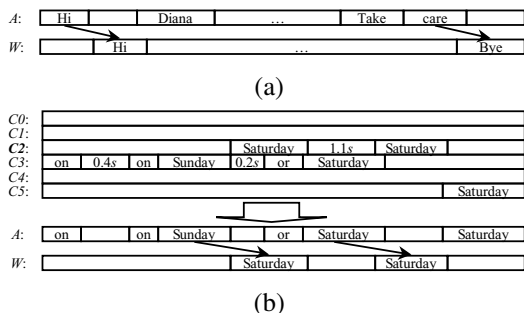 A: Hi Diana … Take care
W: Hi … Bye
(a)
C0:
C1:
C2: Saturday 1.1s Saturday
C3: on 0.4s on Sunday 0.2s or Saturday
C4:
C5: Saturday
A: on on Sunday or Saturday Saturday
W: Saturday Saturday
(b)